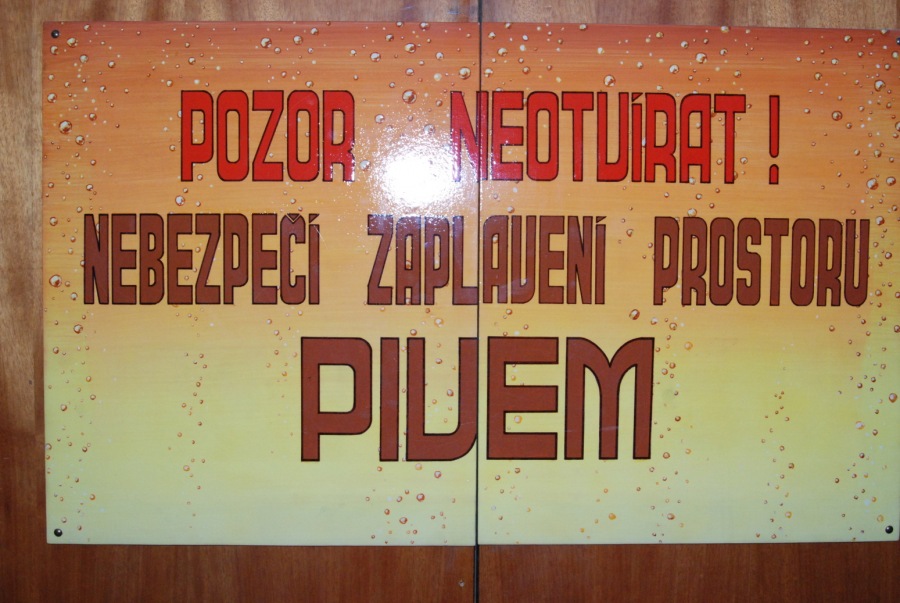 POZOR NEOTVÍRAT!
NEBEZPEČÍ ZAPLAVENÍ PROSTORU
PIVEM